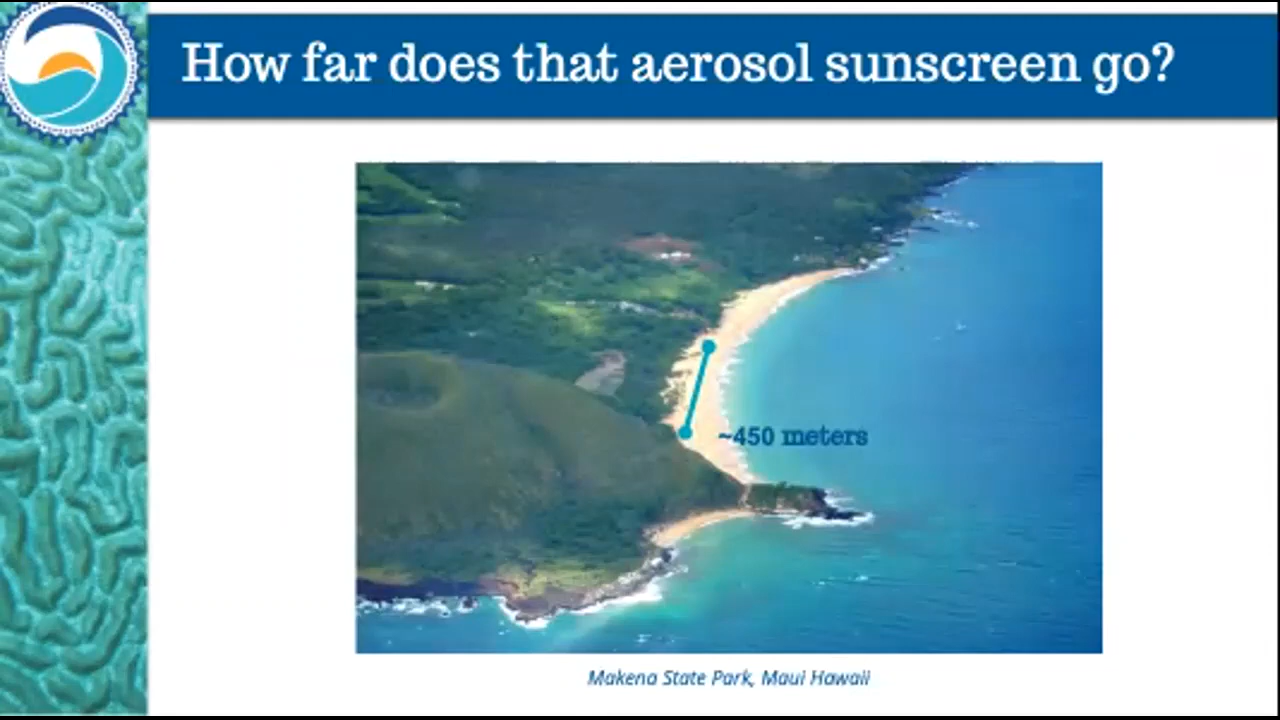 How far does that aerosol sunscreen go?
~450 meters
Makena State Park, Maui Hawaii